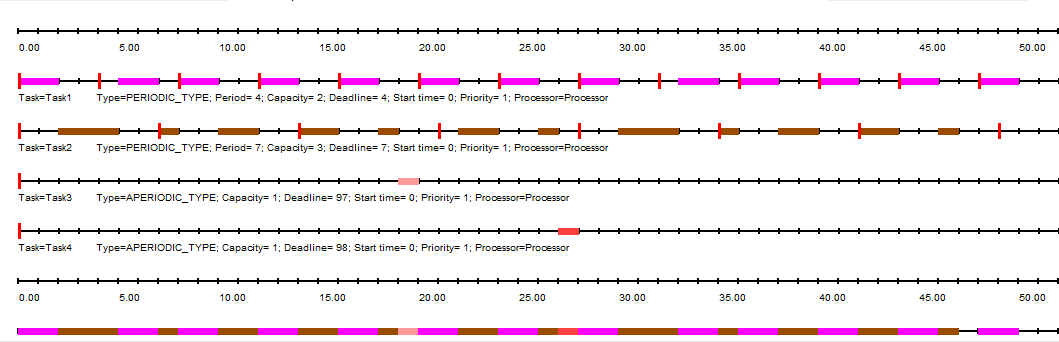 0.00 5.00 10.00 15.00 20.00 25.00 30.00 35.00 40.00 45.00 50.00
Task=Task1 Type=PERIODIC_TYPE; Period= 4; Capacity= 2; Deadline= 4; Start time= 0; Priority= 1; Processor=Processor
Task=Task2 Type=PERIODIC_TYPE; Period= 7; Capacity= 3; Deadline= 7; Start time= 0; Priority= 1; Processor=Processor
Task=Task3 Type=APERIODIC_TYPE; Capacity= 1; Deadline= 97; Start time= 0; Priority= 1; Processor=Processor
Task=Task4 Type=APERIODIC_TYPE; Capacity= 1; Deadline= 98; Start time= 0; Priority= 1; Processor=Processor
0.00 5.00 10.00 15.00 20.00 25.00 30.00 35.00 40.00 45.00 50.00